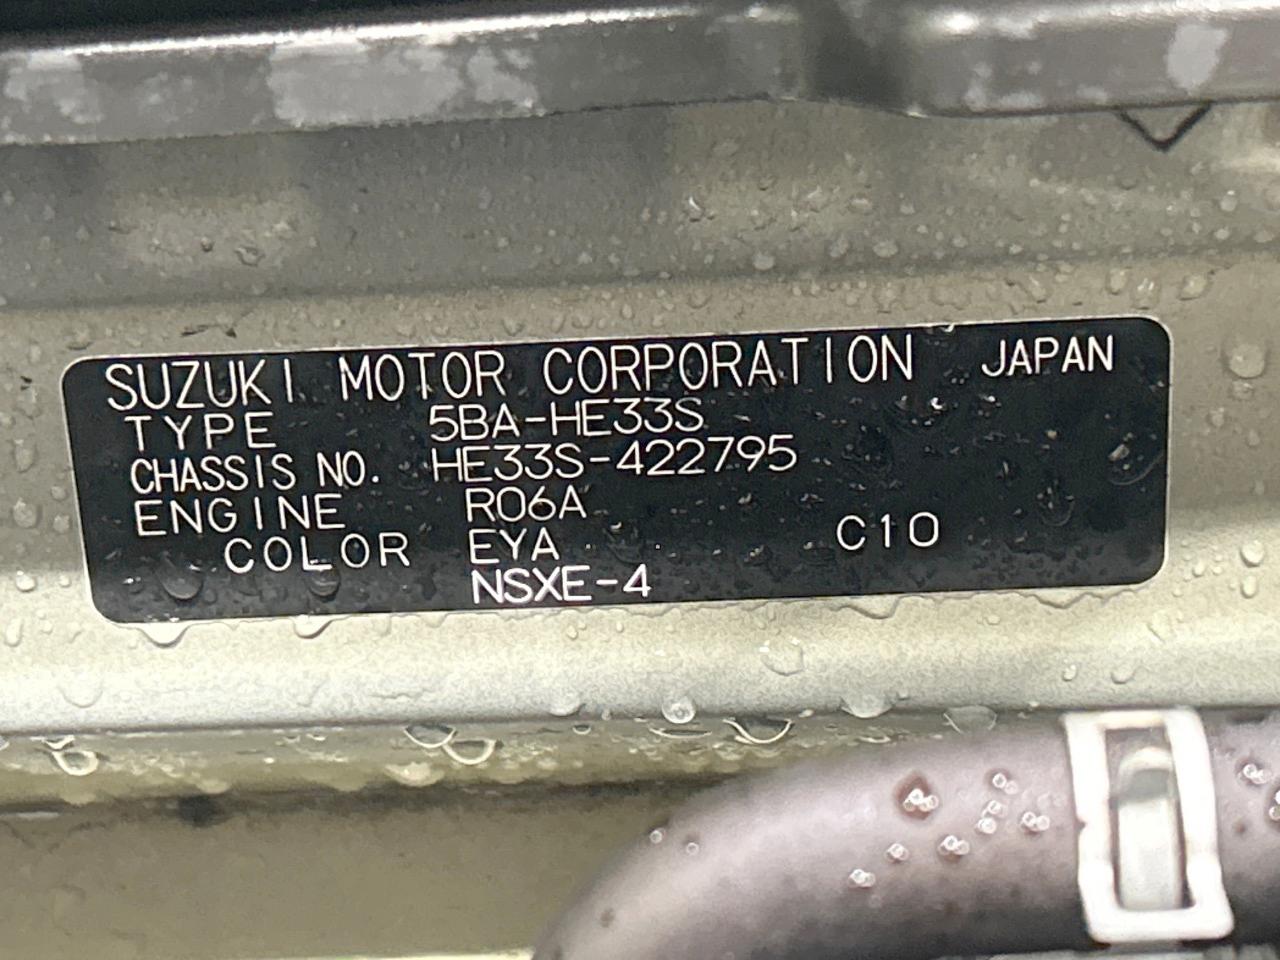 SUZUKI MOTOR CORPORATION JAPAN
TYPE 5BA-HE33S
CHASSIS NO. HE33S-422795
ENGINE R06A
COLOR EYA C10
NSXE-4